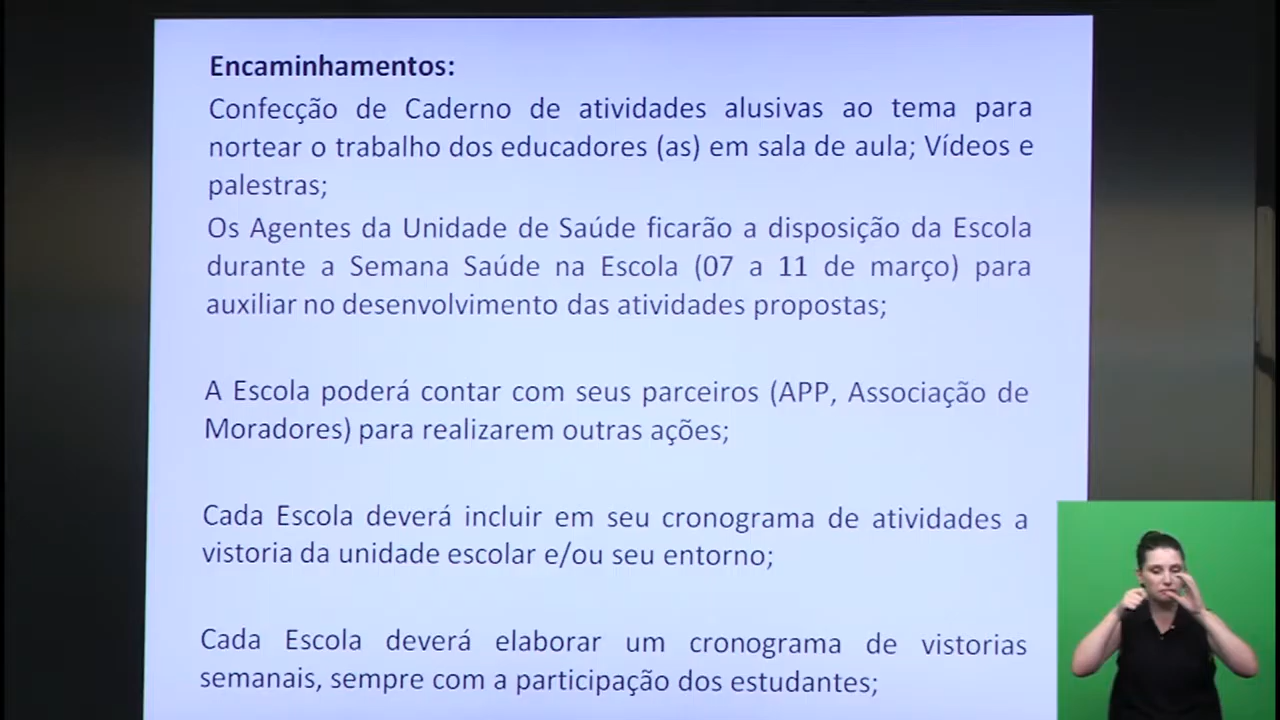 Encaminhamentos:
Confecção de Caderno de atividades alusivas ao tema para
nortear o trabalho dos educadores (as) em sala de aula; Vídeos e
palestras;
Os Agentes da Unidade de Saúde ficarão a disposição da Escola
durante a Semana Saúde na Escola (07 a 11 de março) para
auxiliar no desenvolvimento das atividades propostas;
A Escola poderá contar com seus parceiros (APP, Associação de
Moradores) para realizarem outras ações;
Cada Escola deverá incluir em seu cronograma de atividades a
vistoria da unidade escolar e/ou seu entorno;
Cada Escola deverá elaborar um cronograma de vistorias
semanais, sempre com a participação dos estudantes;